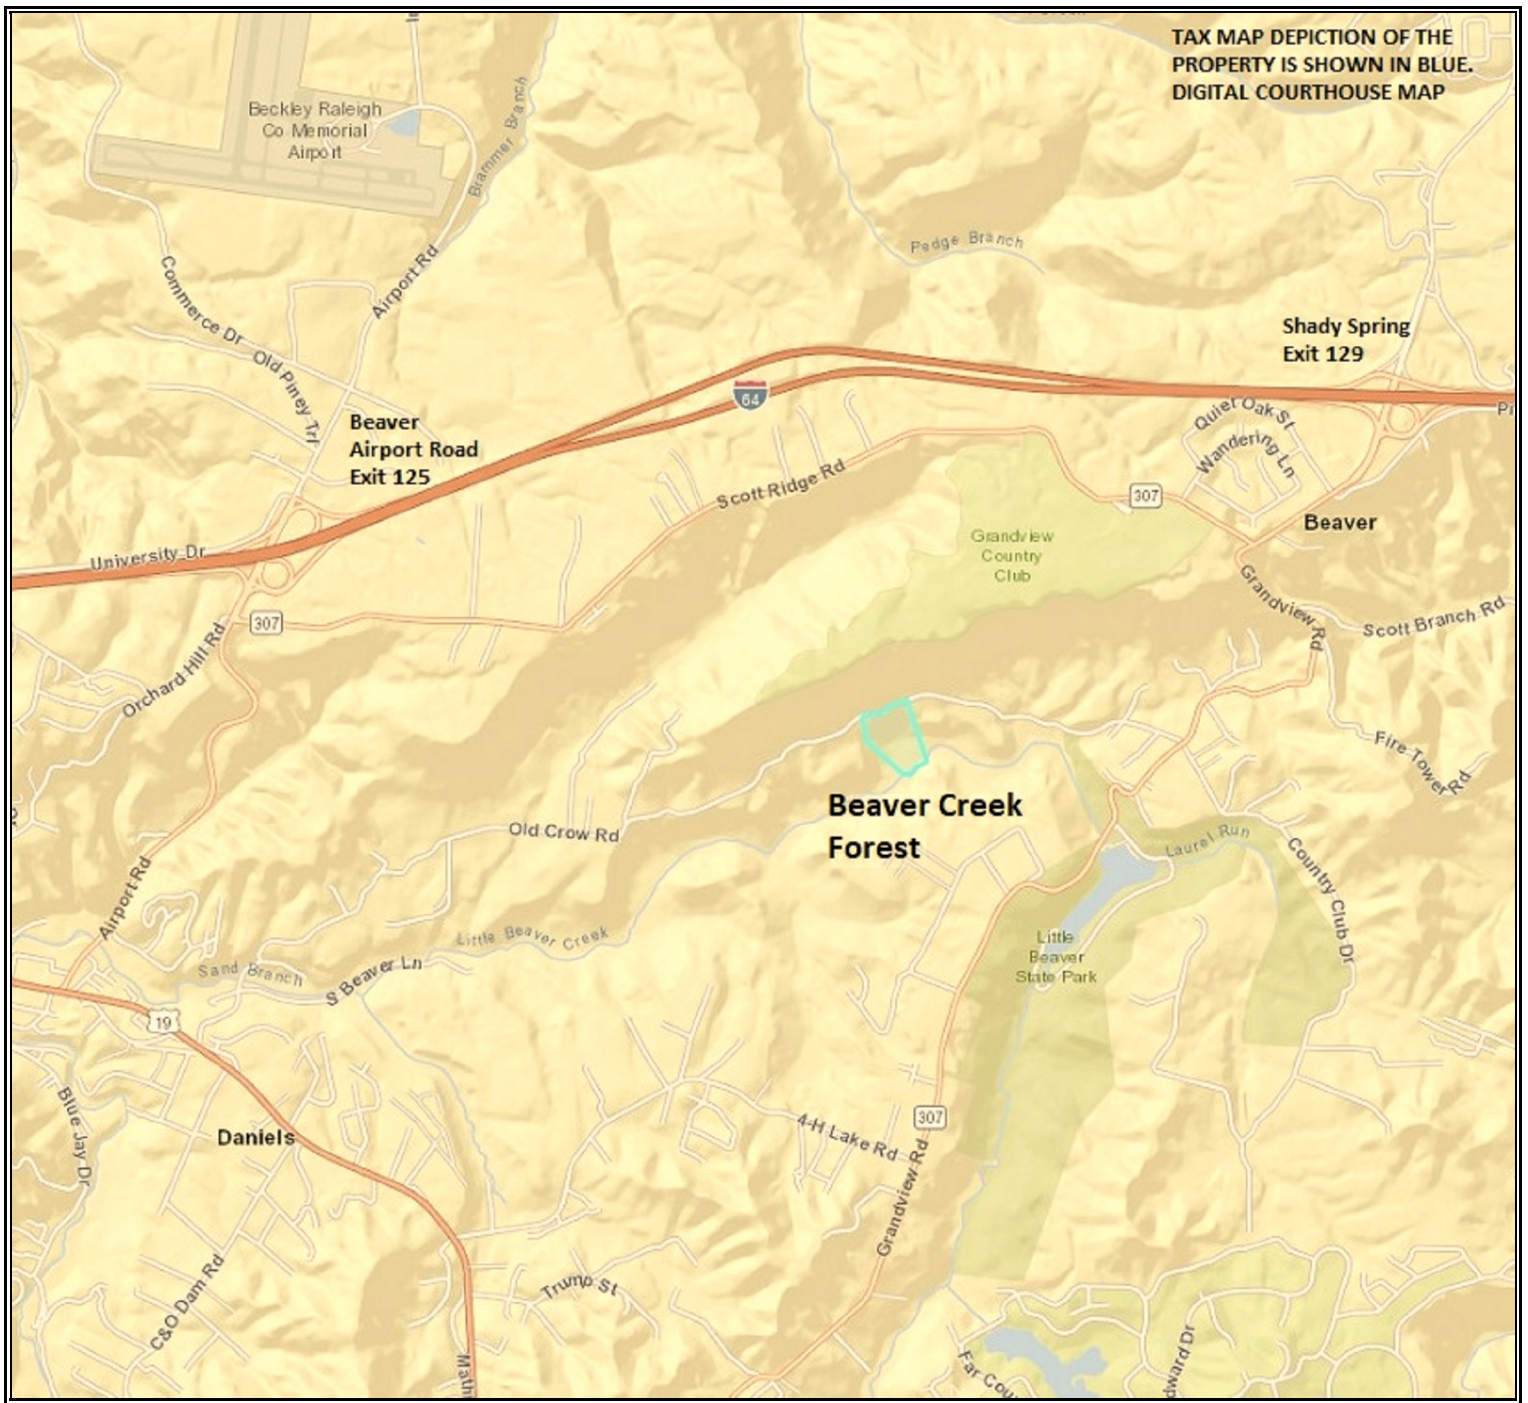 TAX MAP DEPICTION OF THE
PROPERTY IS SHOWN IN BLUE.
DIGITAL COURTHOUSE MAP
Beckley Raleigh
Co Memorial
Airport
Brammer Branch
Pedge Branch
Airport Rd
Commerce Dr
Old Piney Trl
Shady Spring
Exit 129
64
Beaver
Airport Road
Exit 125
Quiet Oak St
Wandering Ln
Scott Ridge Rd
307
Beaver
Grandview
Country
Club
University Dr
Grandview Rd
Scott Branch Rd
307
Orchard Hill Rd
Fire Tower Rd
Beaver Creek
Forest
Old Crow Rd
Laurel Run
Country Club Dr
Airport Rd
Little Beaver Creek
Little
Beaver
State Park
Sand Branch
S Beaver Ln
19
Blue Jay Dr
Daniels
4-H Lake Rd
307
Grandview Rd
C&O Dam Rd
Trump St
Math
Far Cou
dward Dr